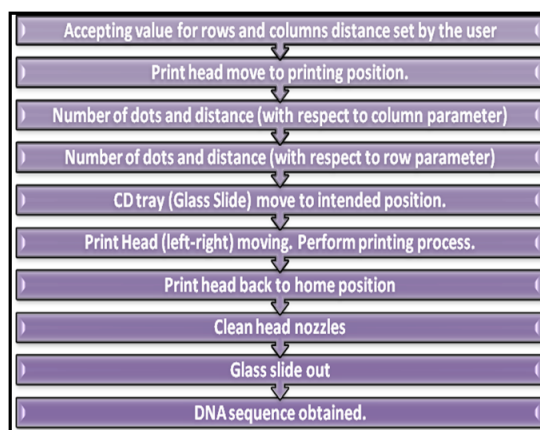 Accepting value for rows and columns distance set by the user
Print head move to printing position.
Number of dots and distance (with respect to column parameter)
Number of dots and distance (with respect to row parameter)
CD tray (Glass Slide) move to intended position.
Print Head (left-right) moving. Perform printing process.
Print head back to home position
Clean head nozzles
Glass slide out
DNA sequence obtained.